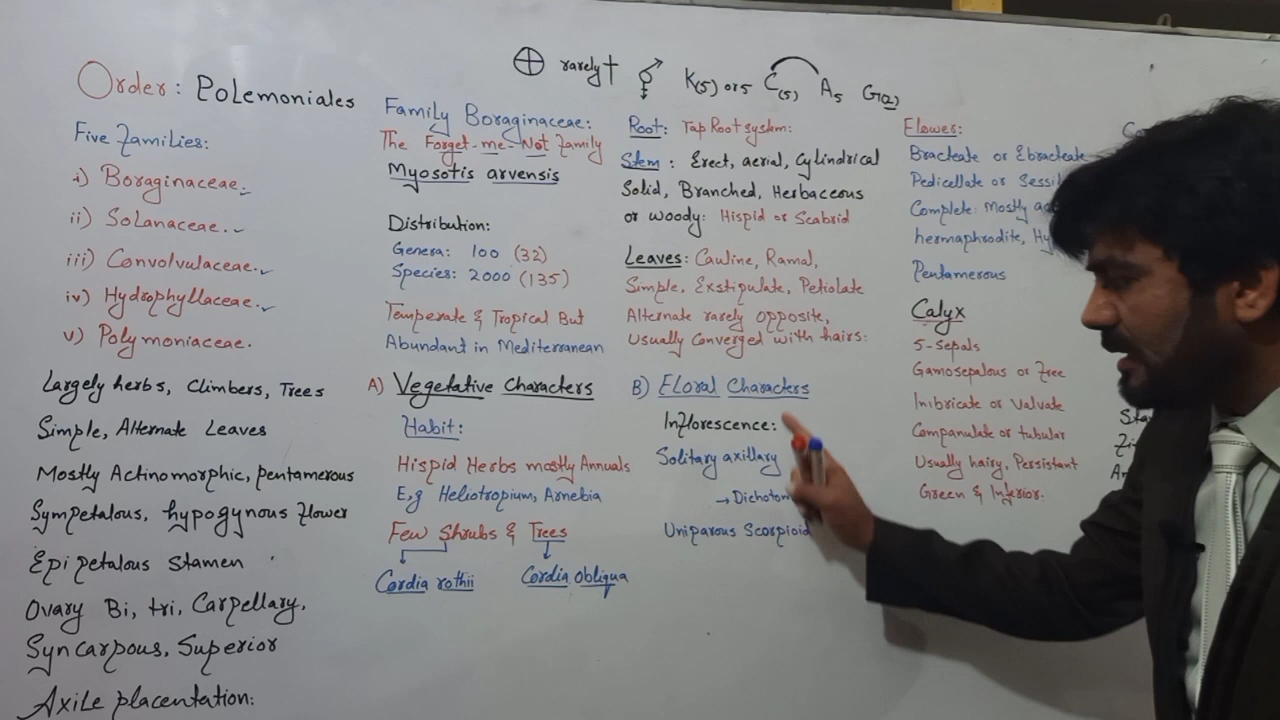 Order: Polemoniales
Five Families:
i) Boraginaceae.
ii) Solanaceae.
iii) Convolvulaceae.
iv) Hydrophyllaceae.
v) Polymoniaceae.
Largely herbs, Climbers, Trees
Simple, Alternate Leaves
Mostly Actinomorphic, pentamerous
Sympetalous, hypogynous flower
Epipetalous stamen
Ovary Bi, tri, Carpellary,
Syncarpous, Superior
Axile placentation:
⊕ rarely † ⚥ K(5) or 5 C(5) A5 G(2)
Family Boraginaceae:
The Forget-me-Not Family
Myosotis arvensis
Distribution:
Genera: 100 (32)
Species: 2000 (135)
Temperate & Tropical But
Abundant in Mediterranean
A) Vegetative Characters
Habit:
Hispid Herbs mostly Annuals
E,g Heliotropium, Arnebia
Few Shrubs & Trees
Cordia rothii Cordia obliqua
Root: Tap Root system:
Stem: Erect, aerial, Cylindrical
Solid, Branched, Herbaceous
or woody: Hispid or Scabrid
Leaves: Cauline, Ramal,
Simple, Exstipulate, Petiolate
Alternate rarely opposite,
Usually Converged with hairs:
B) Floral Characters
Inflorescence:
Solitary axillary
→ Dichotom
Uniparous Scorpioid
Flower:
Bracteate or Ebracteate
Pedicellate or Sessil
Complete: Mostly
hermaphrodite, Hy
Pentamerous
Calyx
5-Sepals
Gamosepalous or free
Imbricate or Valvate
Companulate or tubular
Usually hairy, Persistant
Green & Inferior.
Sta